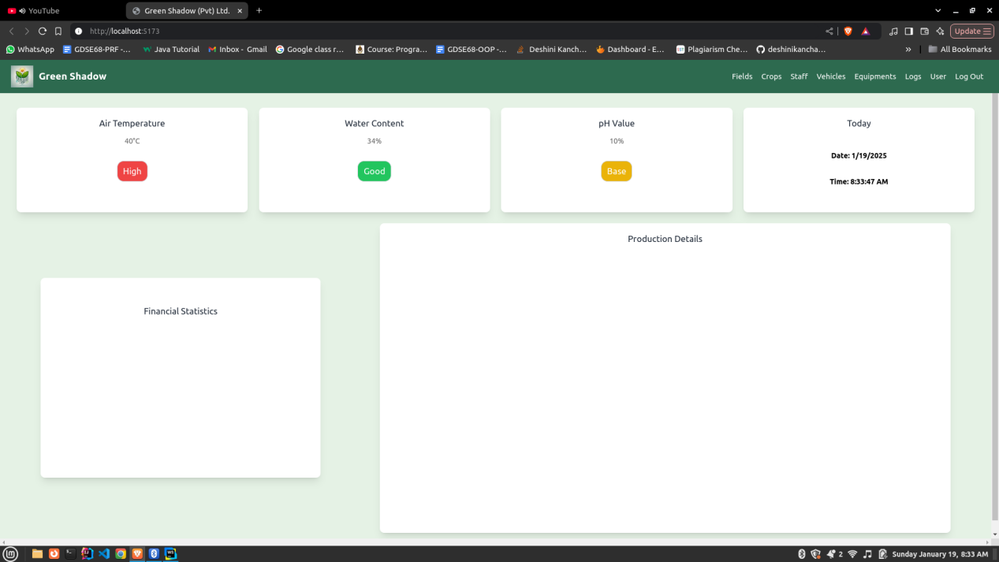 YouTube
Green Shadow (Pvt) Ltd.
http://localhost:5173
Update
WhatsApp
GDSE68-PRF -...
Java Tutorial
Inbox - Gmail
Google class r...
Course: Progra...
GDSE68-OOP -...
Deshini Kanch...
Dashboard - E...
SST
Plagiarism Che...
deshinikancha...
»
All Bookmarks
Green Shadow
Fields
Crops
Staff
Vehicles
Equipments
Logs
User
Log Out
Air Temperature
40°C
High
Water Content
34%
Good
pH Value
10%
Base
Today
Date: 1/19/2025
Time: 8:33:47 AM
Financial Statistics
Production Details
WS
2
Sunday January 19, 8:33 AM